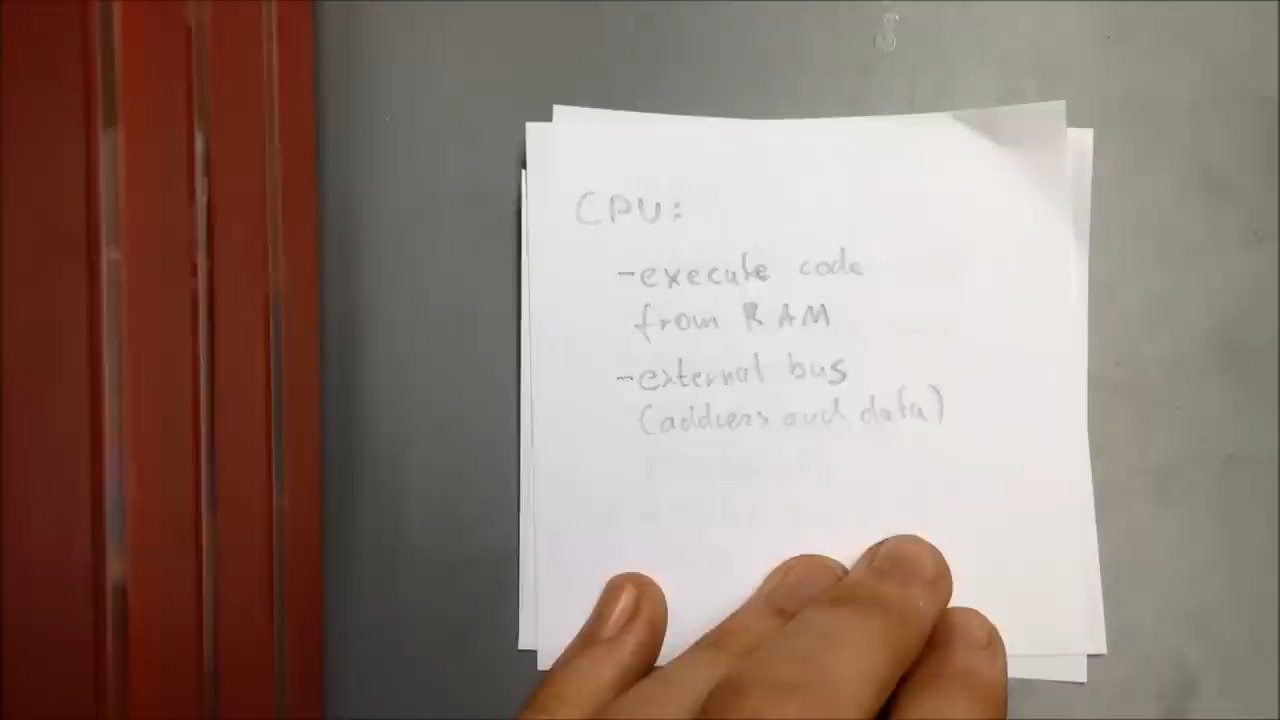 CPU:
-execute code
from RAM
-external bus
(address and data)